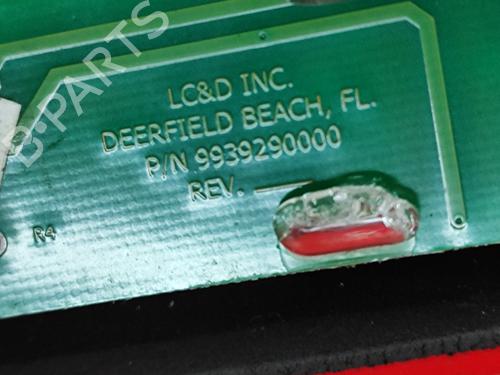 B-PARTS
LC&D INC.
DEERFIELD BEACH, FL.
P/N 9939290000
REV. —
R4